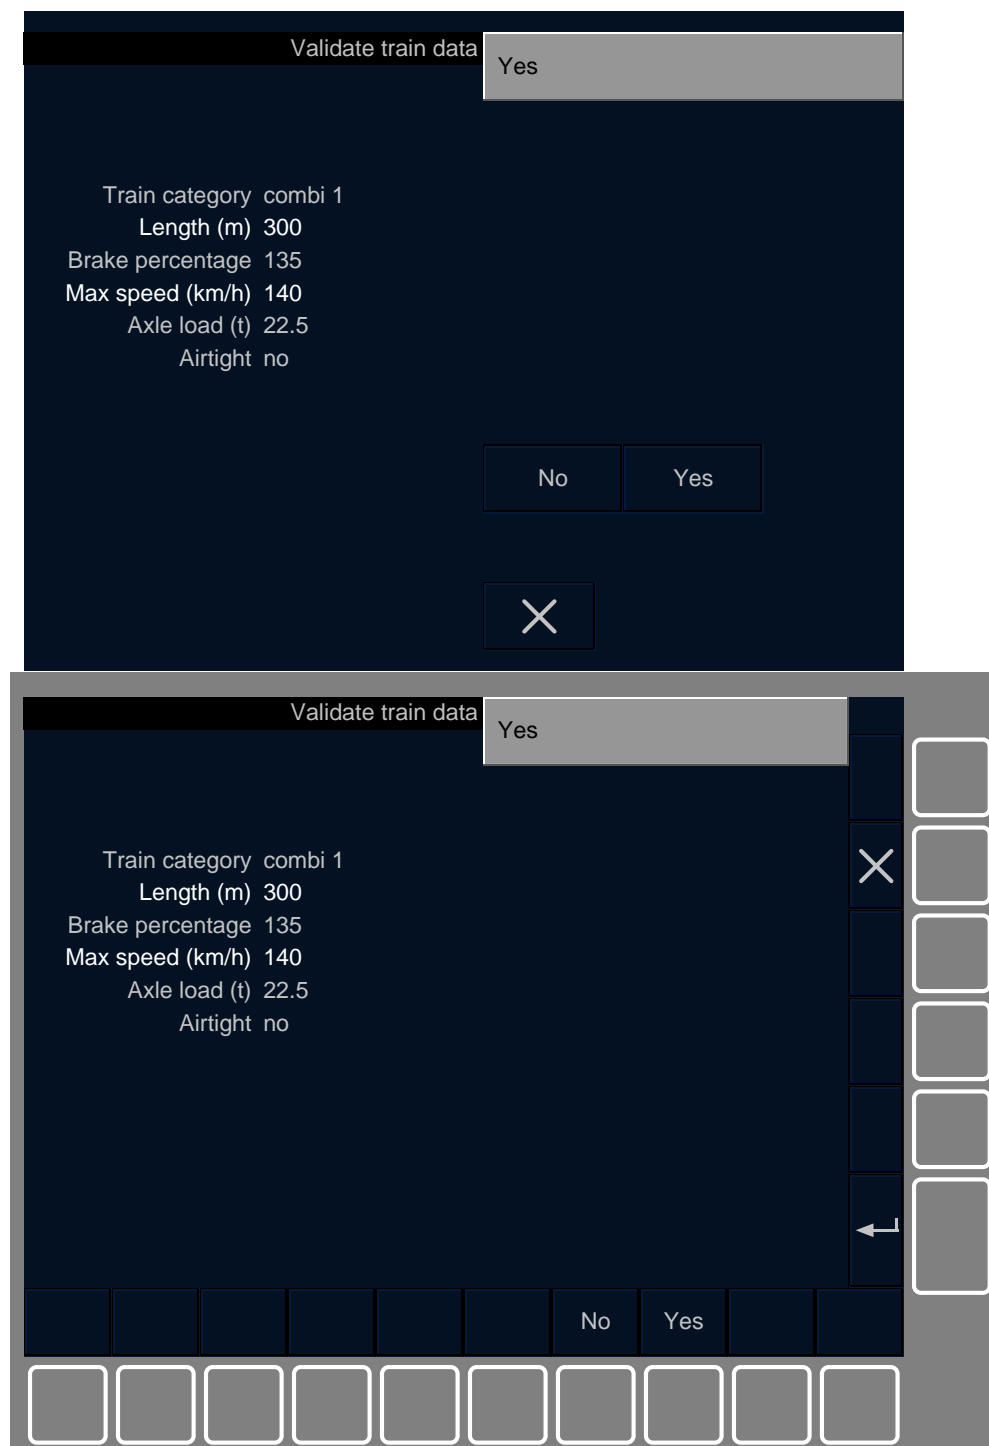 Validate train data Yes
Train category combi 1
Length (m) 300
Brake percentage 135
Max speed (km/h) 140
Axle load (t) 22.5
Airtight no
No Yes
Validate train data Yes
Train category combi 1
Length (m) 300
Brake percentage 135
Max speed (km/h) 140
Axle load (t) 22.5
Airtight no
No Yes